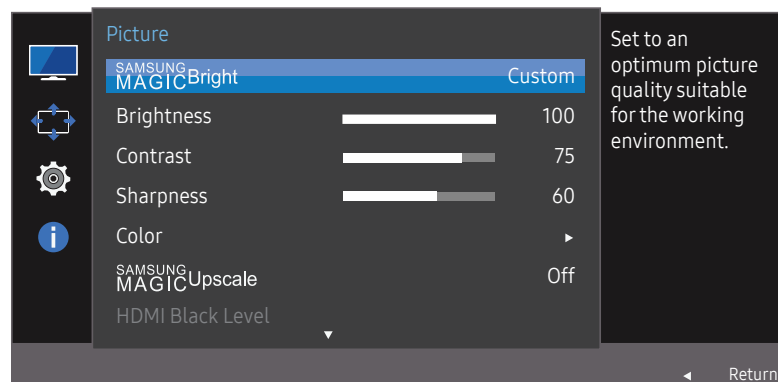 Picture
SAMSUNG
MAGICBright Custom
Brightness 100
Contrast 75
Sharpness 60
Color
SAMSUNG
MAGICUpscale Off
HDMI Black Level
Set to an
optimum picture
quality suitable
for the working
environment.
Return